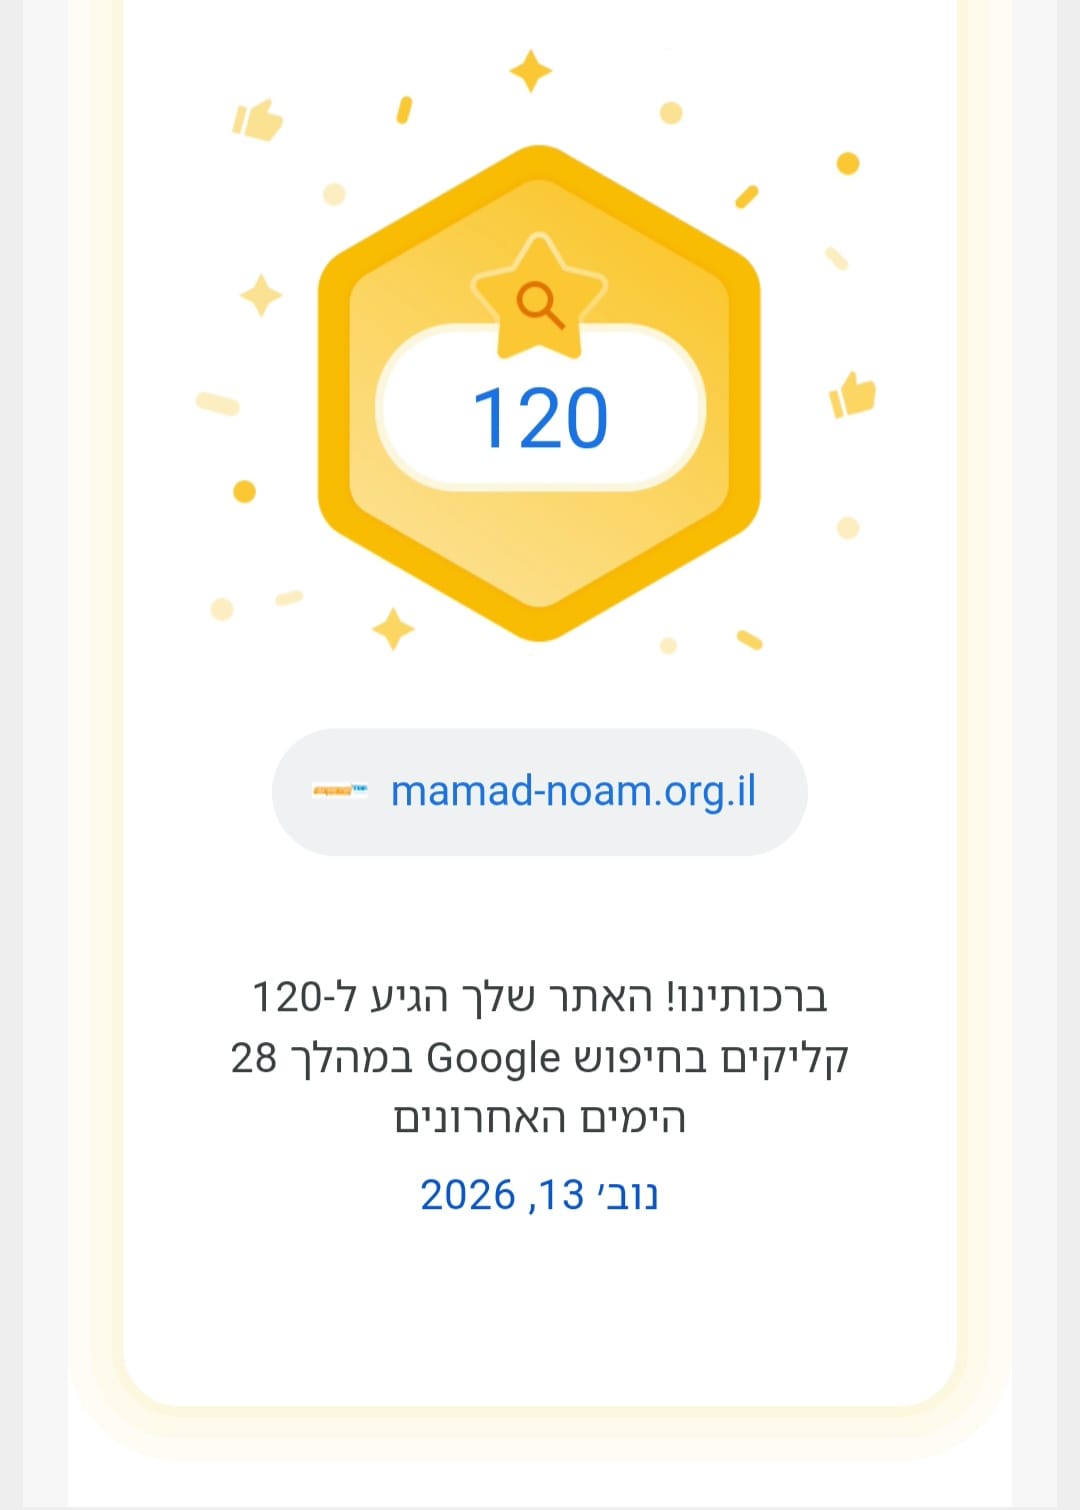 120
mamad-noam.org.il
ברכותינו! האתר שלך הגיע ל-120
קליקים בחיפוש Google במהלך 28
הימים האחרונים
נוב׳ 13, 2026